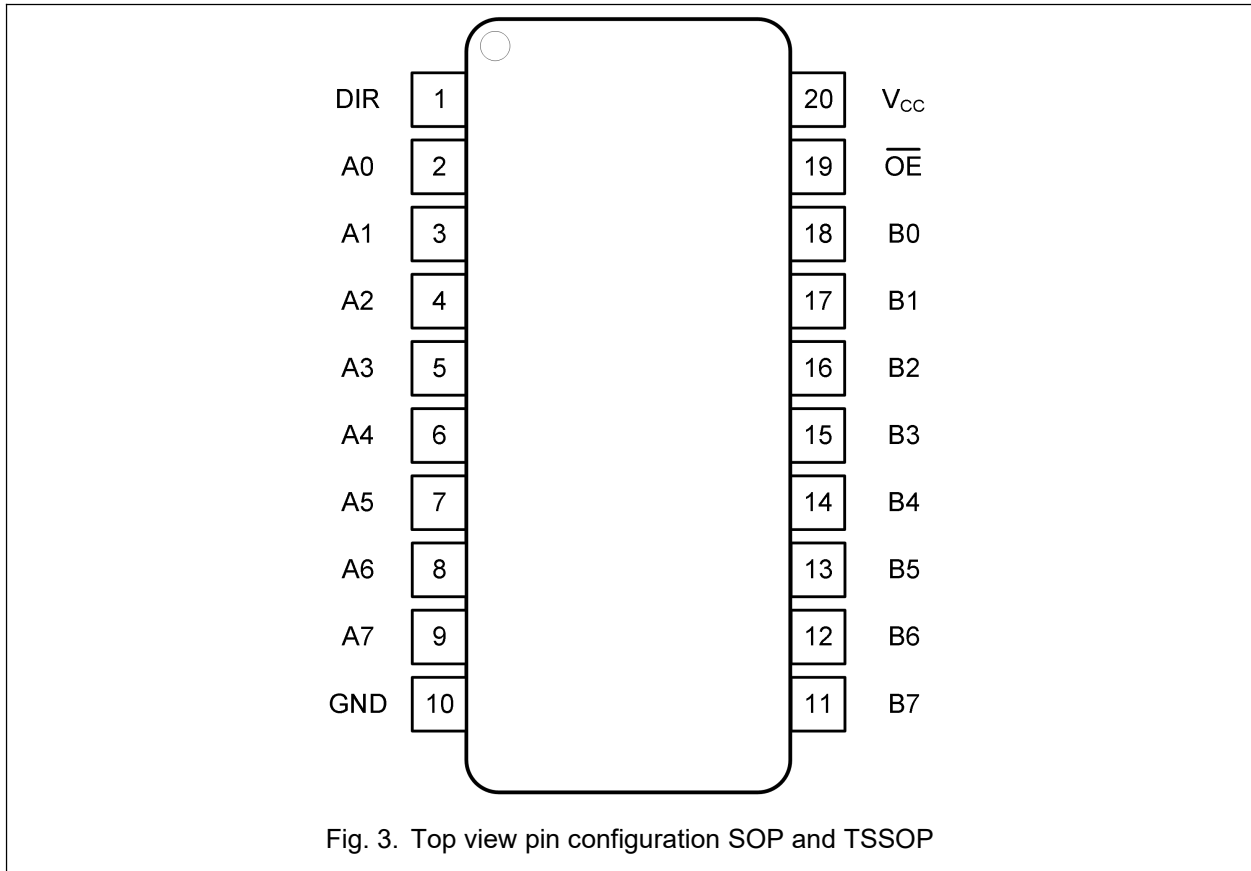 DIR 1 20 VCC
A0 2 19 O̅E̅
A1 3 18 B0
A2 4 17 B1
A3 5 16 B2
A4 6 15 B3
A5 7 14 B4
A6 8 13 B5
A7 9 12 B6
GND 10 11 B7
Fig. 3. Top view pin configuration SOP and TSSOP